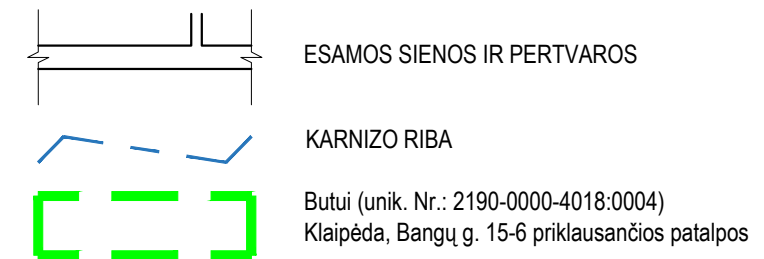 ESAMOS SIENOS IR PERTVAROS
KARNIZO RIBA
Butui (unik. Nr.: 2190-0000-4018:0004)
Klaipėda, Bangų g. 15-6 priklausančios patalpos